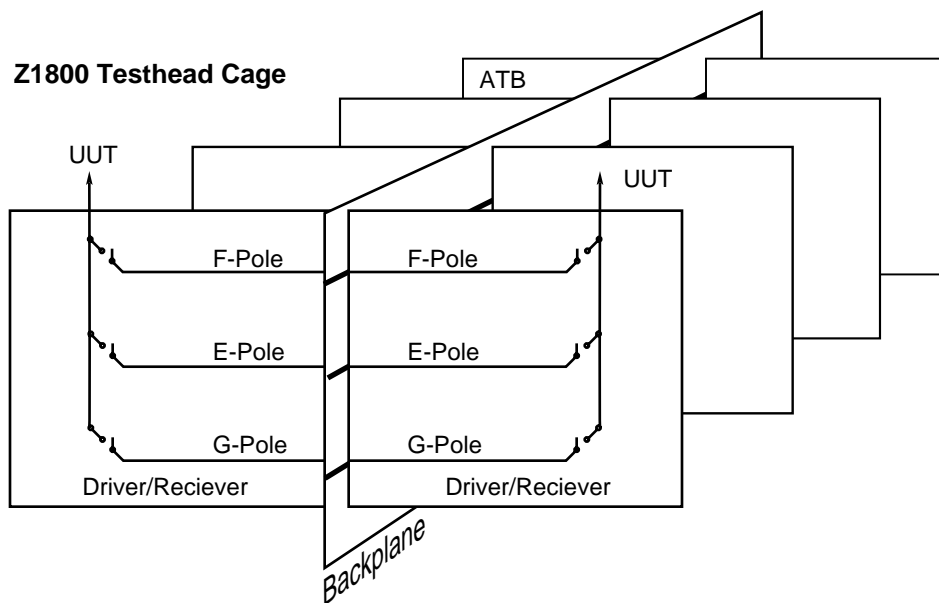 Z1800 Testhead Cage
ATB
UUT
UUT
F-Pole
F-Pole
E-Pole
E-Pole
G-Pole
G-Pole
Driver/Reciever
Driver/Reciever
Backplane